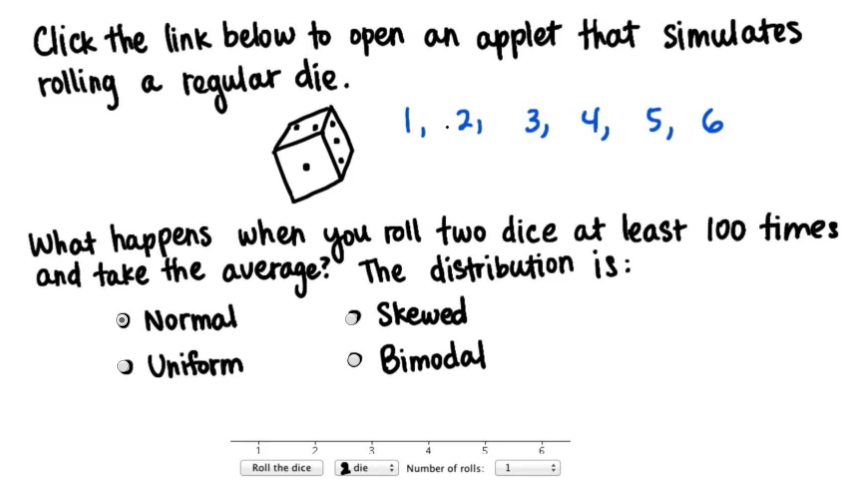 Click the link below to open an applet that simulates
rolling a regular die.
1, 2, 3, 4, 5, 6
What happens when you roll two dice at least 100 times
and take the average? The distribution is:
Normal Skewed
Uniform Bimodal
1 2 3 4 5 6
Roll the dice 2 die Number of rolls: 1